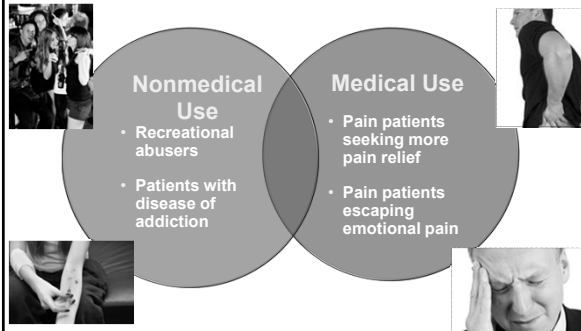 Nonmedical
Use
• Recreational
abusers
• Patients with
disease of
addiction
Medical Use
• Pain patients
seeking more
pain relief
• Pain patients
escaping
emotional pain